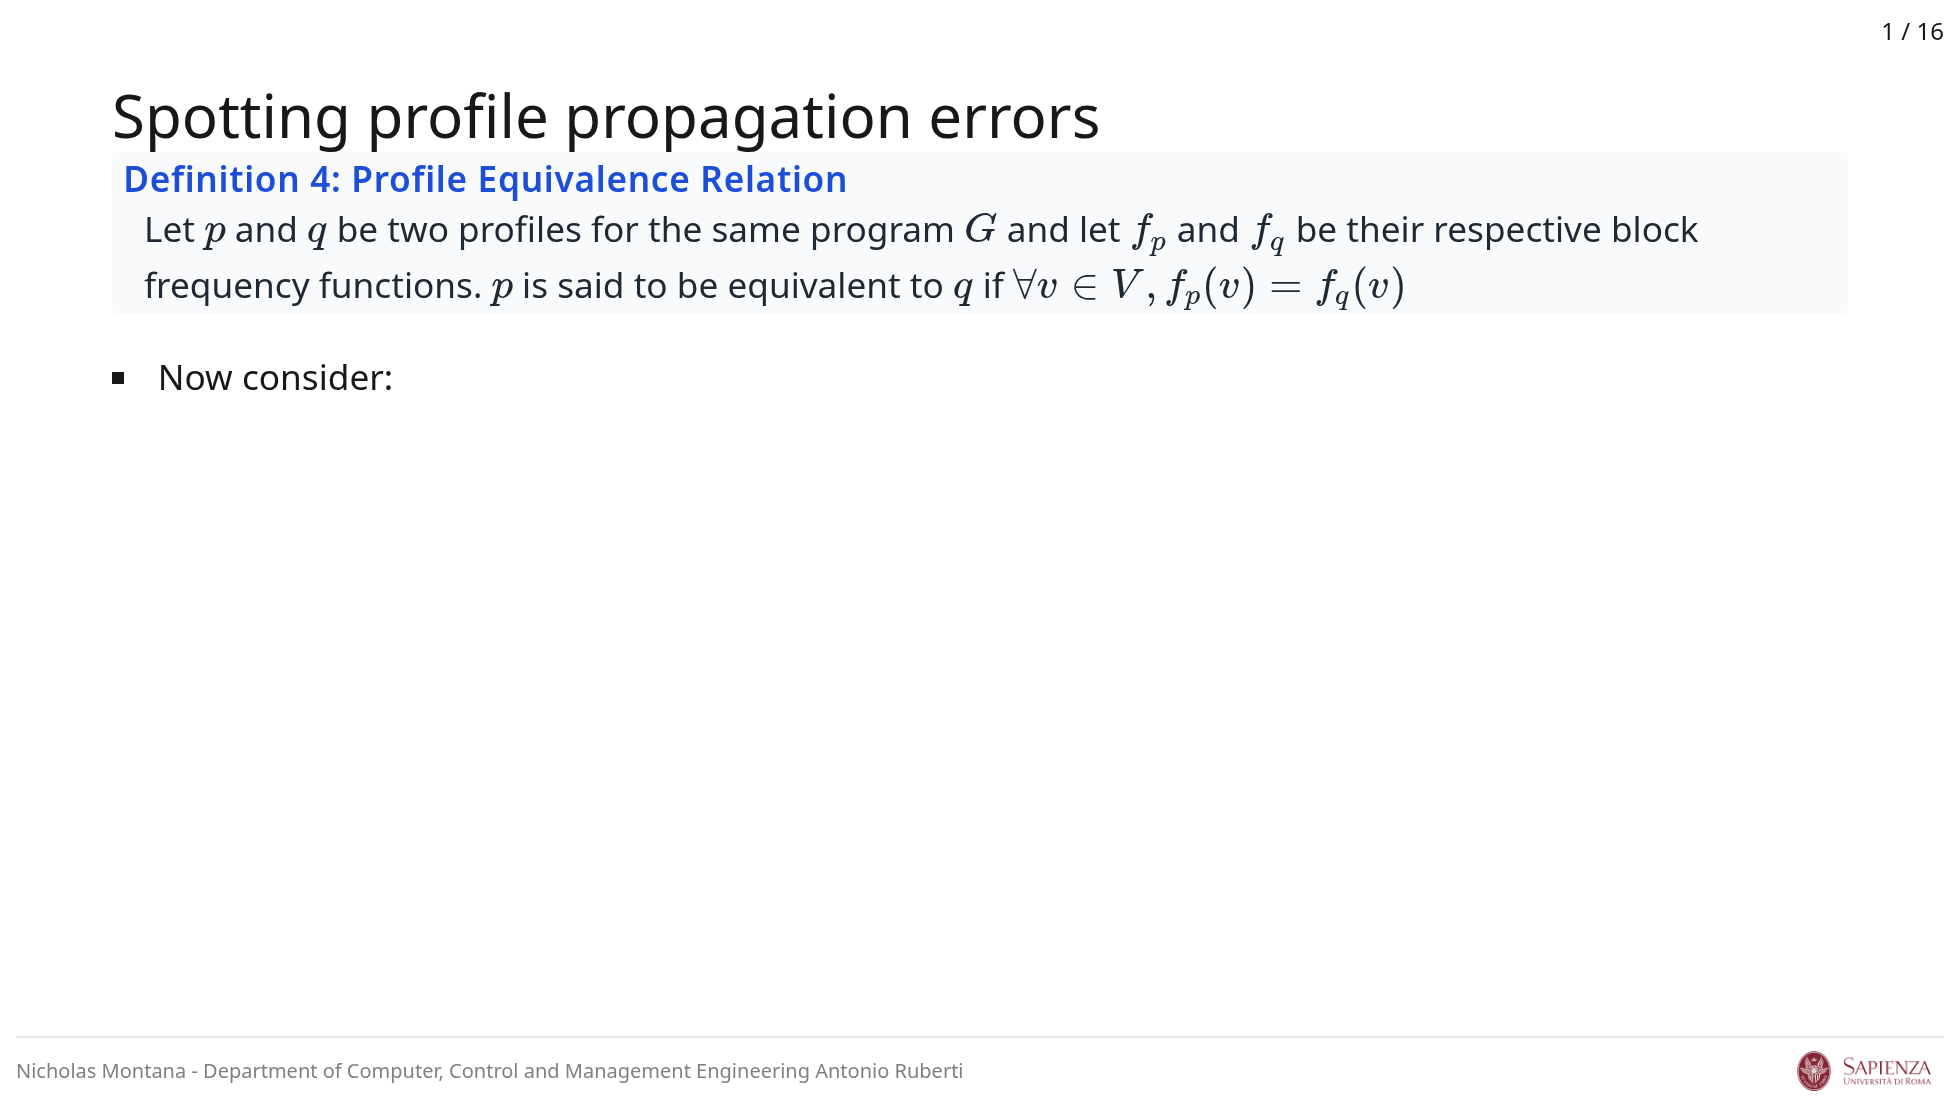 1 / 16
Spotting profile propagation errors
Definition 4: Profile Equivalence Relation
Let p and q be two profiles for the same program G and let f_p and f_q be their respective block
frequency functions. p is said to be equivalent to q if ∀v ∈ V, f_p(v) = f_q(v)
▪ Now consider:
Nicholas Montana - Department of Computer, Control and Management Engineering Antonio Ruberti
SAPIENZA
UNIVERSITÀ DI ROMA